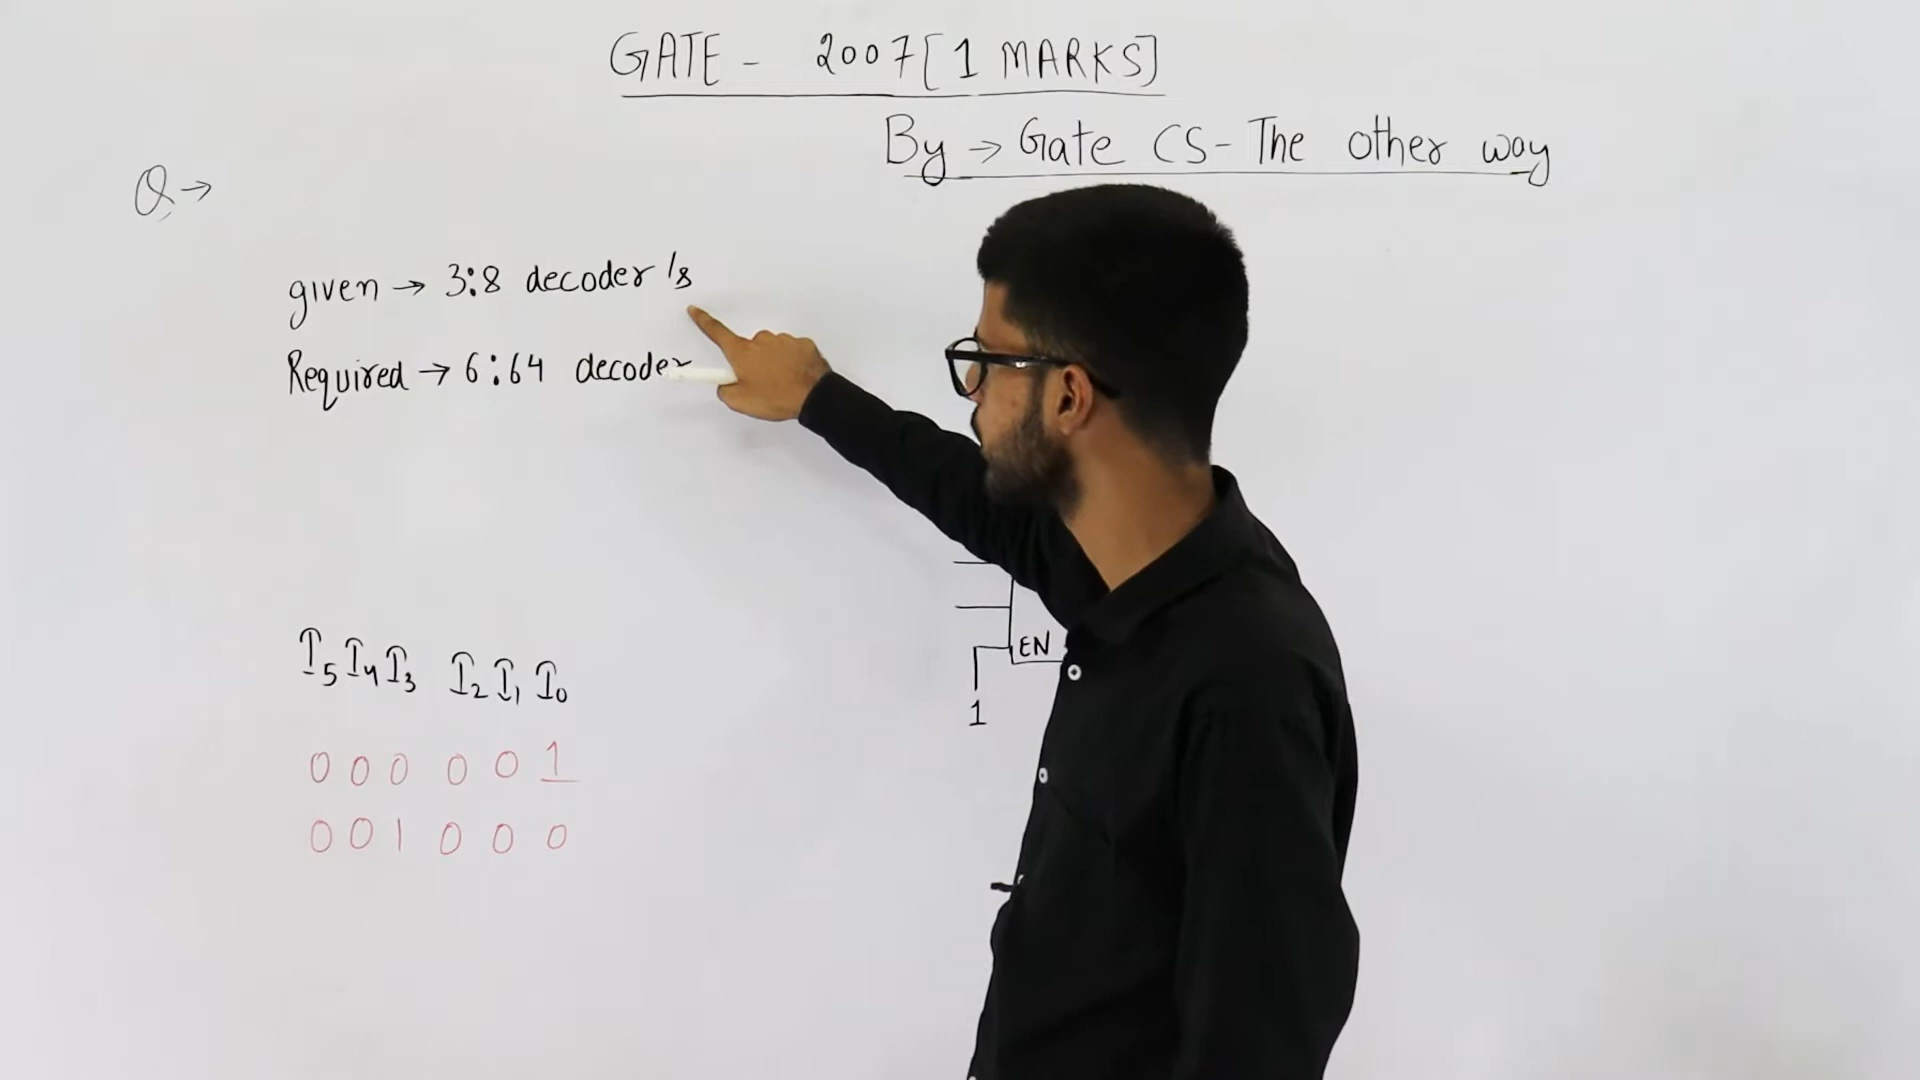 GATE - 2007 [1 MARKS]
By → Gate CS - The other way
Q →
given → 3:8 decoder/s
Required → 6:64 decoder
I5 I4 I3 I2 I1 I0
0 0 0 0 0 1
0 0 1 0 0 0
EN
1